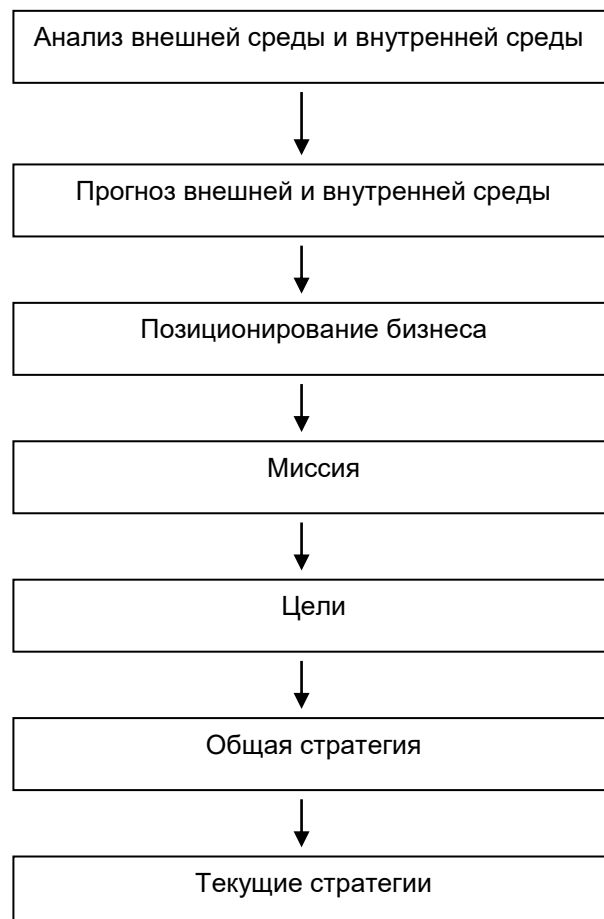 Анализ внешней среды и внутренней среды
Прогноз внешней и внутренней среды
Позиционирование бизнеса
Миссия
Цели
Общая стратегия
Текущие стратегии